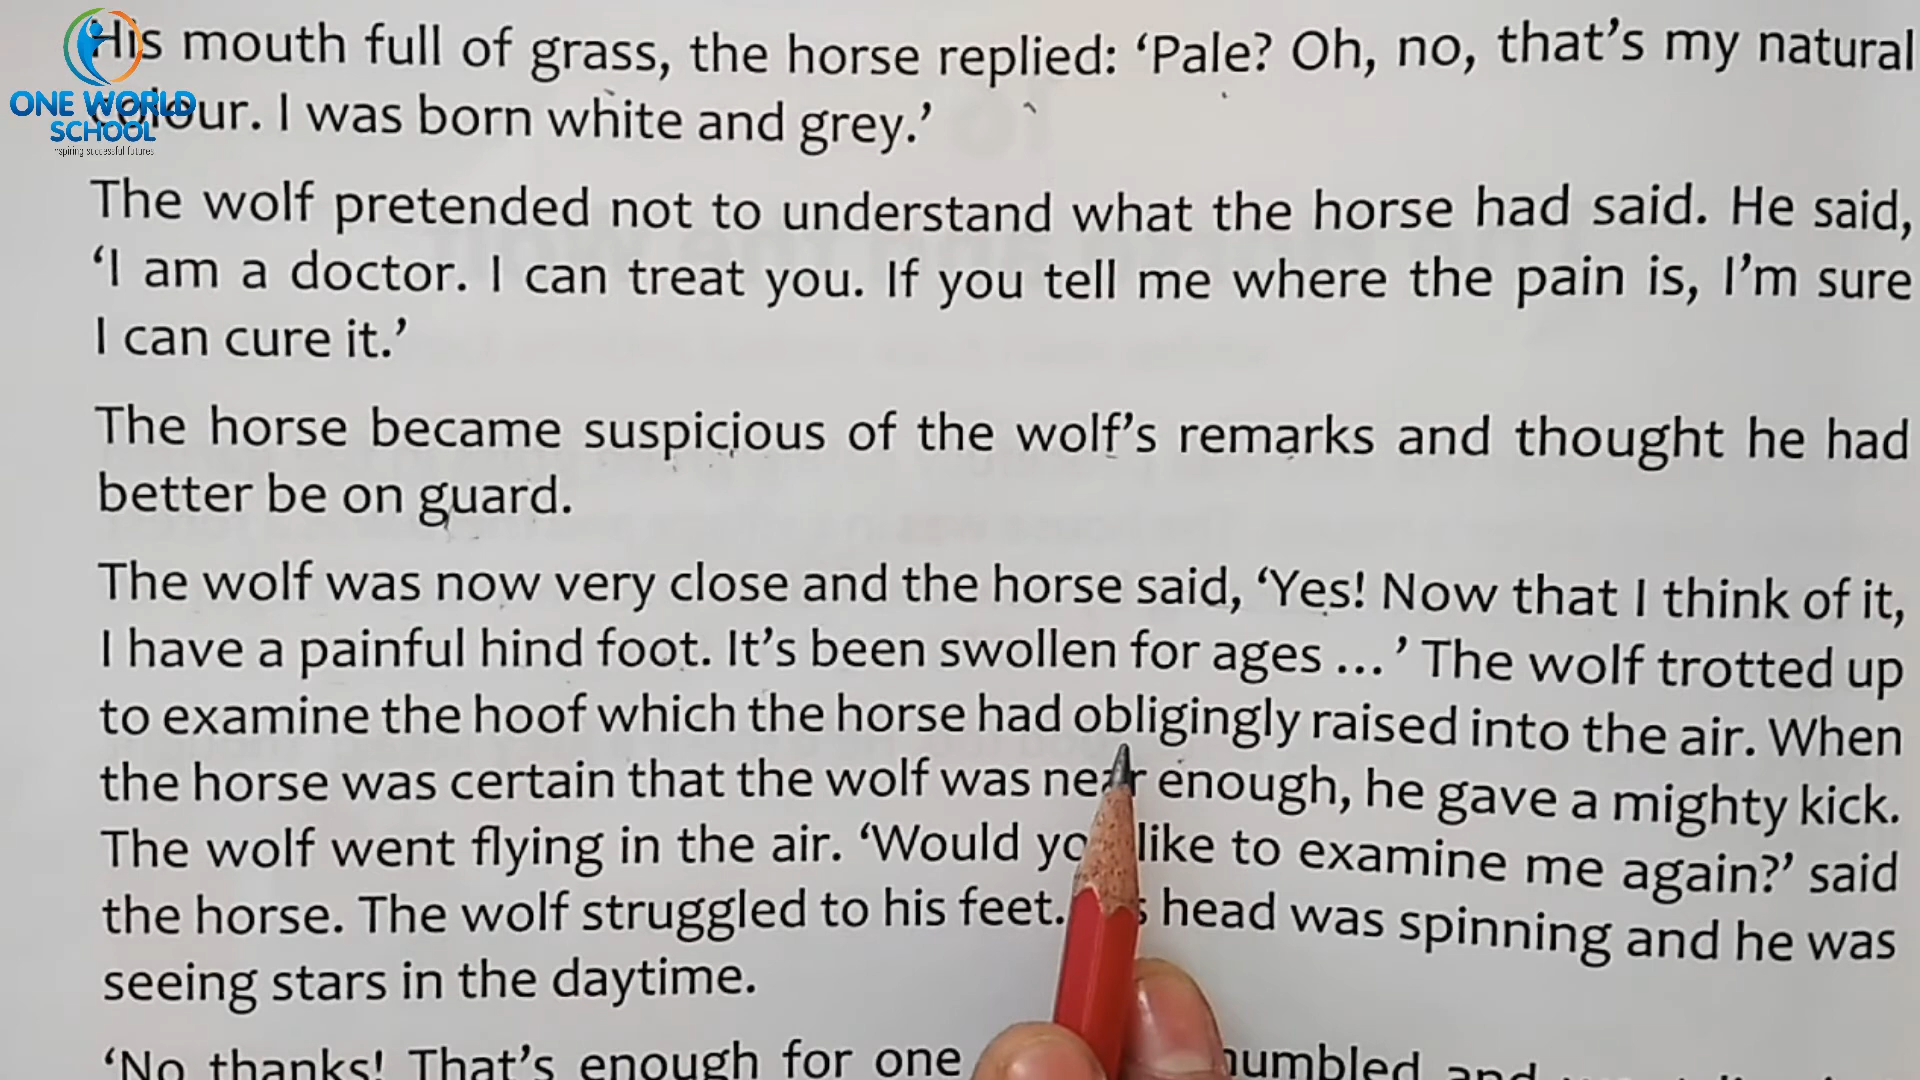 ONE WORLD
SCHOOL
nspiring successful futures
His mouth full of grass, the horse replied: ‘Pale? Oh, no, that’s my natural
colour. I was born white and grey.’
The wolf pretended not to understand what the horse had said. He said,
‘I am a doctor. I can treat you. If you tell me where the pain is, I’m sure
I can cure it.’
The horse became suspicious of the wolf’s remarks and thought he had
better be on guard.
The wolf was now very close and the horse said, ‘Yes! Now that I think of it,
I have a painful hind foot. It’s been swollen for ages ... ’ The wolf trotted up
to examine the hoof which the horse had obligingly raised into the air. When
the horse was certain that the wolf was near enough, he gave a mighty kick.
The wolf went flying in the air. ‘Would you like to examine me again?’ said
the horse. The wolf struggled to his feet. head was spinning and he was
seeing stars in the daytime.
‘No thanks! That’s enough for one and